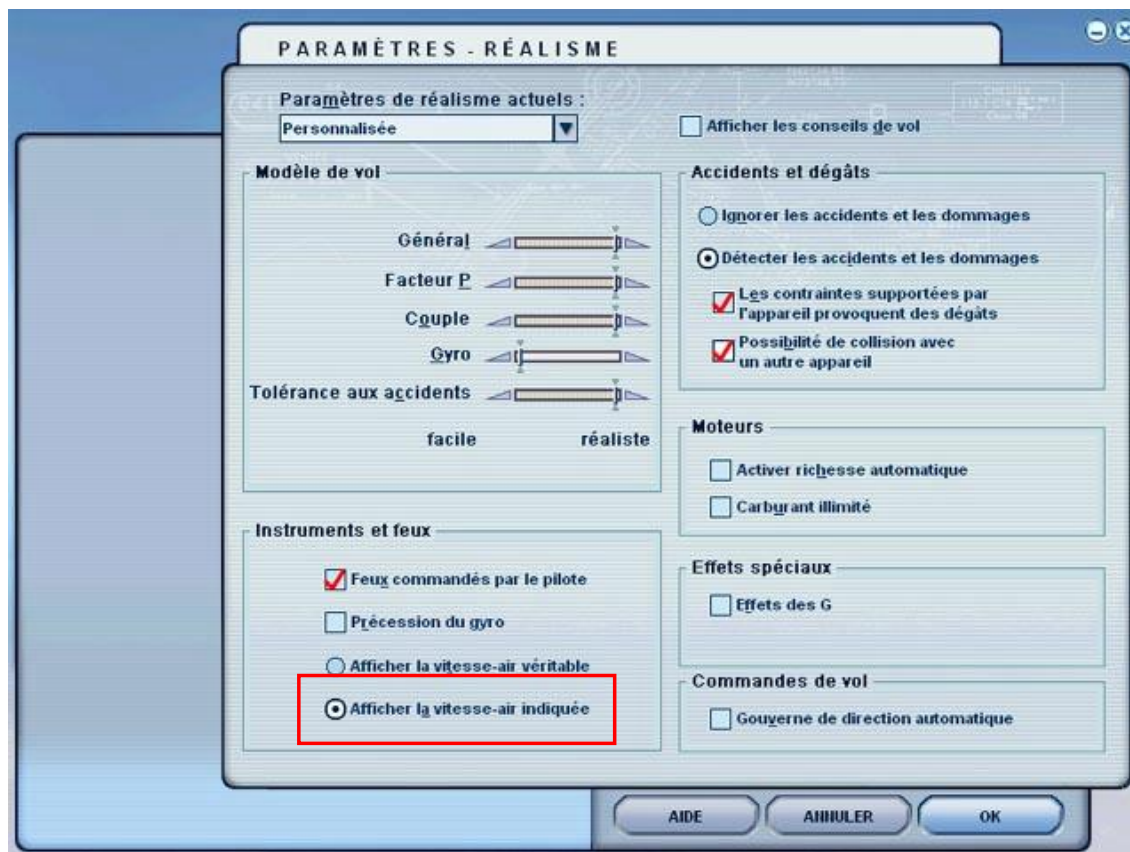 PARAMÈTRES - RÉALISME
Paramètres de réalisme actuels :
Personnalisée
Afficher les conseils de vol
Modèle de vol
Général
Facteur P
Couple
Gyro
Tolérance aux accidents
facile réaliste
Accidents et dégâts
Ignorer les accidents et les dommages
Détecter les accidents et les dommages
Les contraintes supportées par
l'appareil provoquent des dégâts
Possibilité de collision avec
un autre appareil
Moteurs
Activer richesse automatique
Carburant illimité
Instruments et feux
Feux commandés par le pilote
Précession du gyro
Afficher la vitesse-air véritable
Afficher la vitesse-air indiquée
Effets spéciaux
Effets des G
Commandes de vol
Gouverne de direction automatique
AIDE ANNULER OK